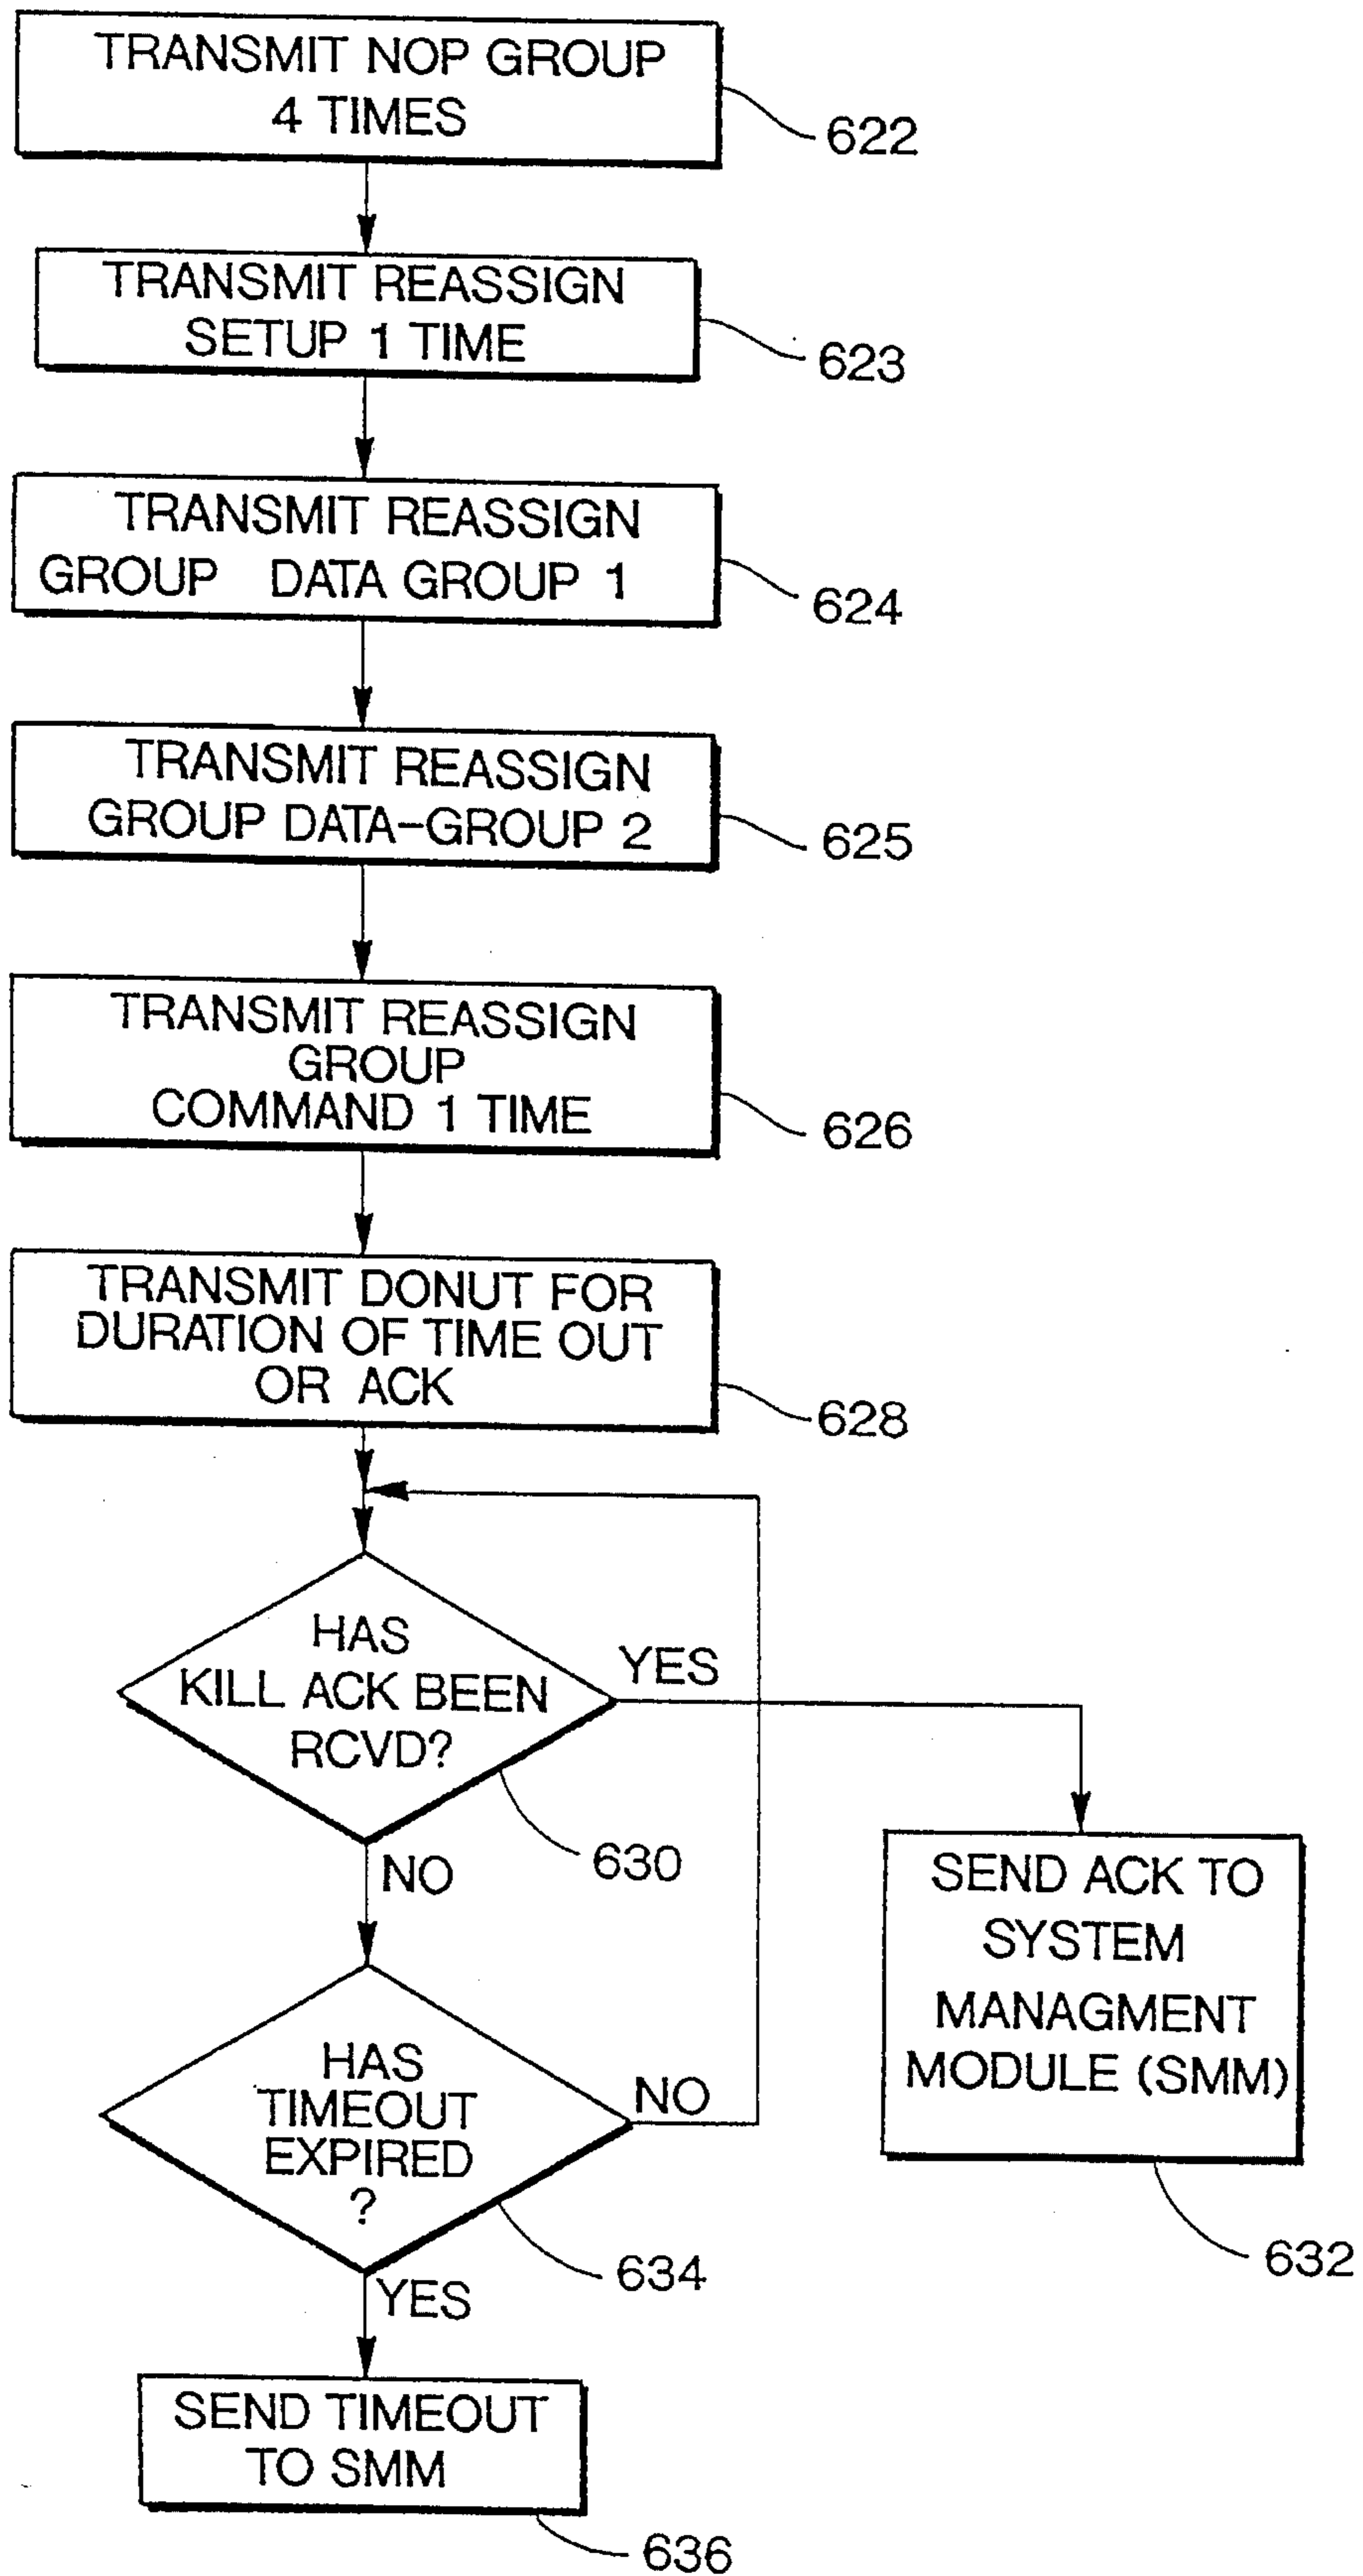 TRANSMIT NOP GROUP
4 TIMES
622
TRANSMIT REASSIGN
SETUP 1 TIME
623
TRANSMIT REASSIGN
GROUP DATA GROUP 1
624
TRANSMIT REASSIGN
GROUP DATA-GROUP 2
625
TRANSMIT REASSIGN
GROUP
COMMAND 1 TIME
626
TRANSMIT DONUT FOR
DURATION OF TIME OUT
OR ACK
628
HAS
KILL ACK BEEN
RCVD?
YES
630
NO
SEND ACK TO
SYSTEM
MANAGMENT
MODULE (SMM)
632
HAS
TIMEOUT
EXPIRED
?
NO
634
YES
SEND TIMEOUT
TO SMM
636